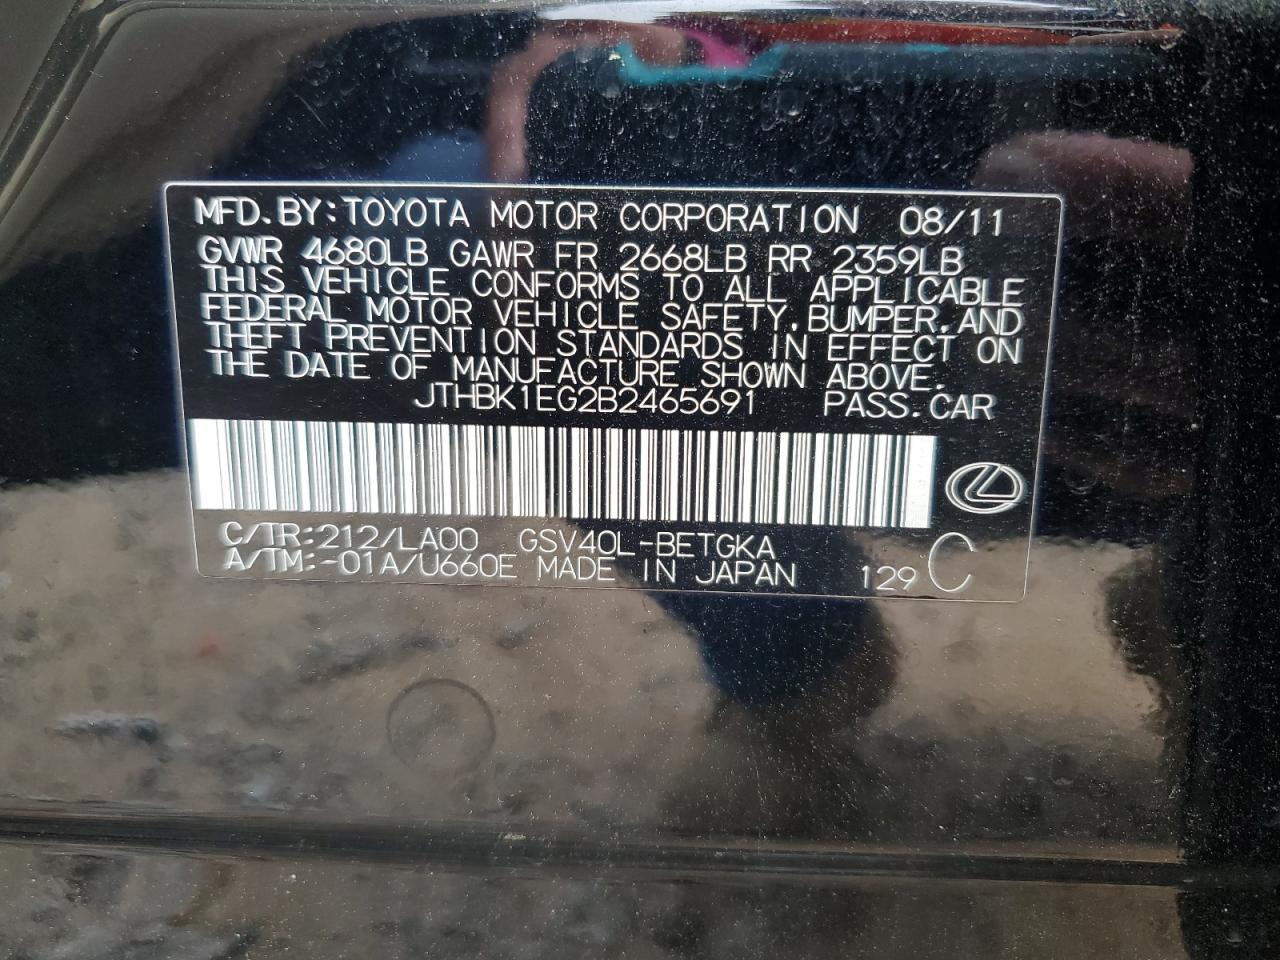 MFD.BY:TOYOTA MOTOR CORPORATION 08/11
GVWR 4680LB GAWR FR 2668LB RR 2359LB
THIS VEHICLE CONFORMS TO ALL APPLICABLE
FEDERAL MOTOR VEHICLE SAFETY,BUMPER,AND
THEFT PREVENTION STANDARDS IN EFFECT ON
THE DATE OF MANUFACTURE SHOWN ABOVE.
JTHBK1EG2B2465691 PASS.CAR
C/TR:212/LA00 GSV40L-BETGKA
A/TM:-01A/U660E MADE IN JAPAN 129 C